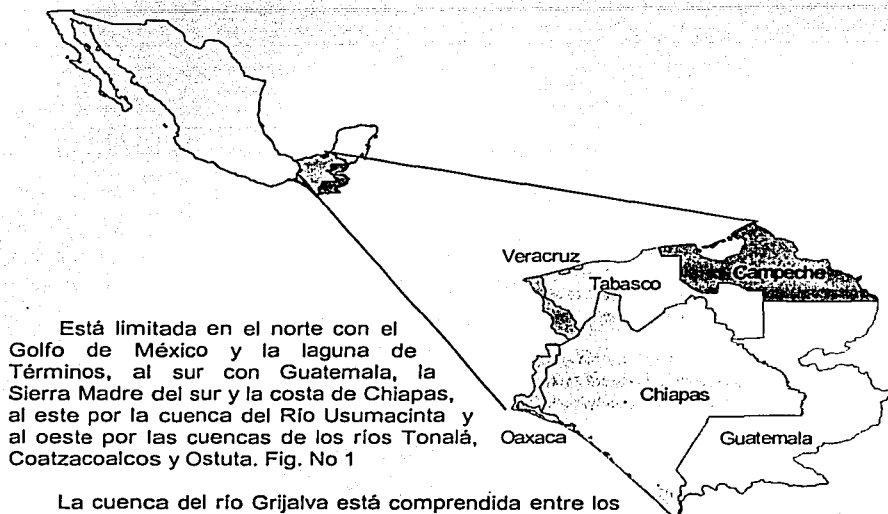 Veracruz
Campeche
Tabasco
Chiapas
Oaxaca
Guatemala
Está limitada en el norte con el
Golfo de México y la laguna de
Términos, al sur con Guatemala, la
Sierra Madre del sur y la costa de Chiapas,
al este por la cuenca del Río Usumacinta y
al oeste por las cuencas de los ríos Tonalá,
Coatzacoalcos y Ostuta. Fig. No 1
La cuenca del río Grijalva está comprendida entre los